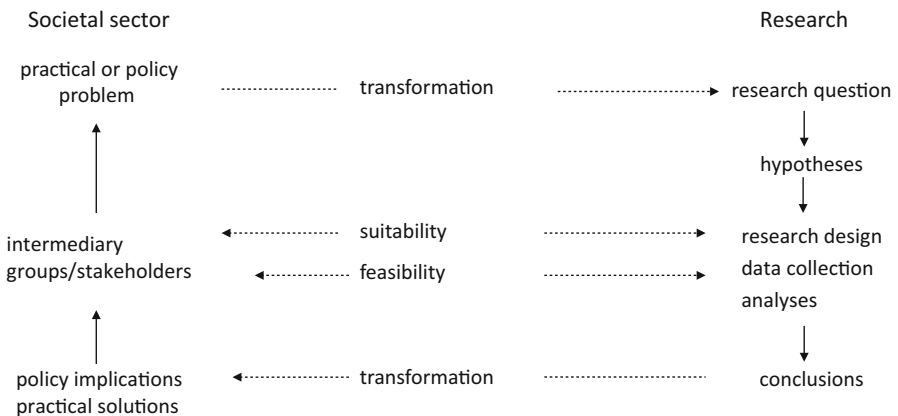 Societal sector
Research
practical or policy
problem
transformation
research question
hypotheses
intermediary
groups/stakeholders
suitability
feasibility
research design
data collection
analyses
policy implications
practical solutions
transformation
conclusions